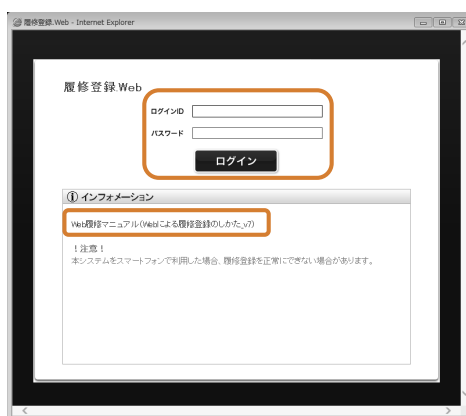 履修登録.Web - Internet Explorer
履修登録.Web
ログインID
パスワード
ログイン
インフォメーション
Web履修マニュアル(Webによる履修登録のしかた_v7)
！注意！
本システムをスマートフォンで利用した場合、履修登録を正常にできない場合があります。